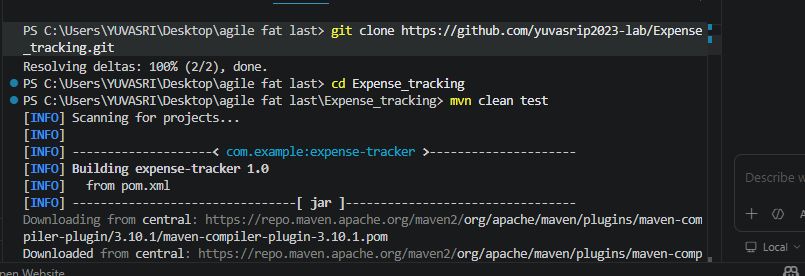 PS C:\Users\YUVASRI\Desktop\agile fat last> git clone https://github.com/yuvasrip2023-lab/Expense
_tracking.git
Resolving deltas: 100% (2/2), done.
PS C:\Users\YUVASRI\Desktop\agile fat last> cd Expense_tracking
PS C:\Users\YUVASRI\Desktop\agile fat last\Expense_tracking> mvn clean test
[INFO] Scanning for projects...
[INFO]
[INFO] -------------------< com.example:expense-tracker >--------------------
[INFO] Building expense-tracker 1.0
[INFO]   from pom.xml
[INFO] --------------------------------[ jar ]---------------------------------
Downloading from central: https://repo.maven.apache.org/maven2/org/apache/maven/plugins/maven-com
piler-plugin/3.10.1/maven-compiler-plugin-3.10.1.pom
Downloaded from central: https://repo.maven.apache.org/maven2/org/apache/maven/plugins/maven-comp
Describe w
Local
pen Website